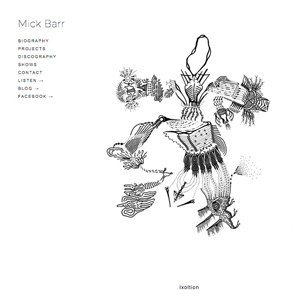 Mick Barr
BIOGRAPHY
PROJECTS
DISCOGRAPHY
SHOWS
CONTACT
LISTEN →
BLOG →
FACEBOOK →
Ixoltion